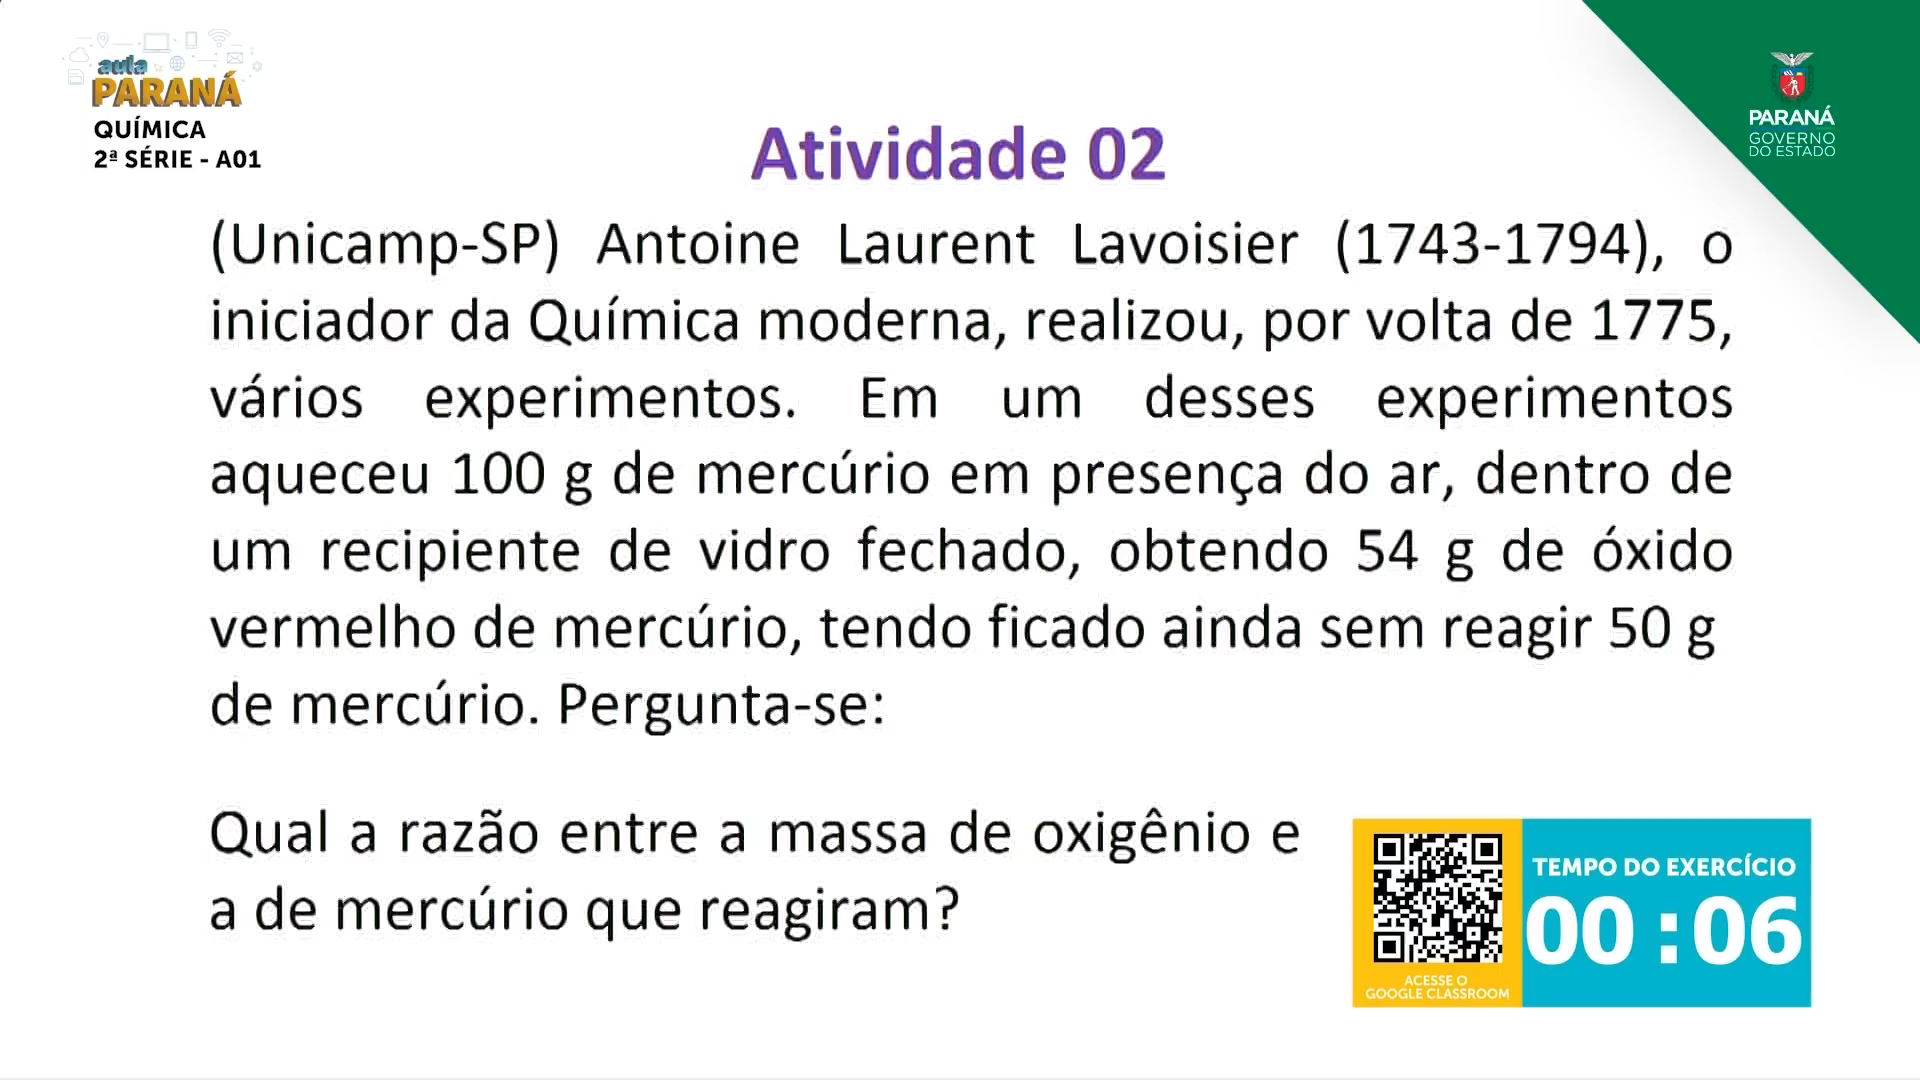 aula
PARANÁ
QUÍMICA
2ª SÉRIE - A01
PARANÁ
GOVERNO
DO ESTADO
Atividade 02
(Unicamp-SP) Antoine Laurent Lavoisier (1743-1794), o
iniciador da Química moderna, realizou, por volta de 1775,
vários experimentos. Em um desses experimentos
aqueceu 100 g de mercúrio em presença do ar, dentro de
um recipiente de vidro fechado, obtendo 54 g de óxido
vermelho de mercúrio, tendo ficado ainda sem reagir 50 g
de mercúrio. Pergunta-se:
Qual a razão entre a massa de oxigênio e
a de mercúrio que reagiram?
ACESSE O
GOOGLE CLASSROOM
TEMPO DO EXERCÍCIO
00:06